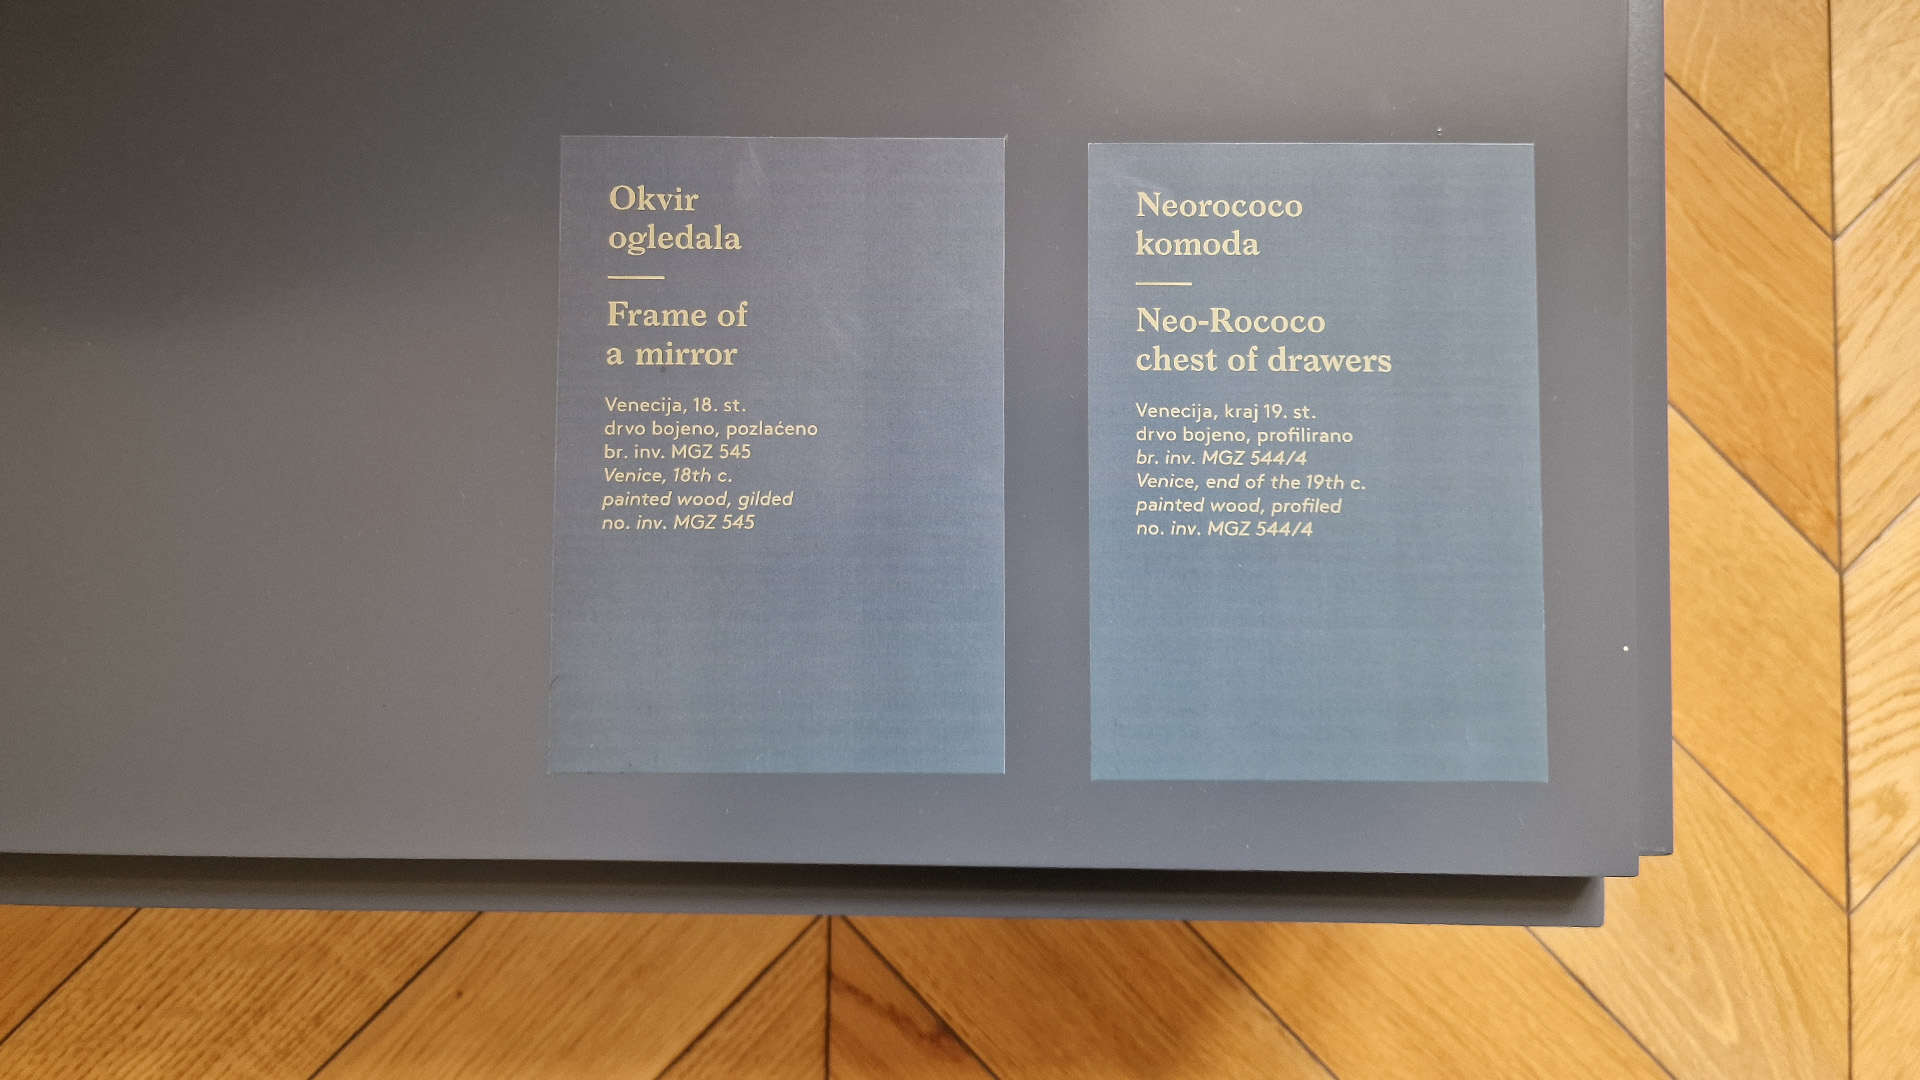 Okvir
ogledala
Frame of
a mirror
Venecija, 18. st.
drvo bojeno, pozlaćeno
br. inv. MGZ 545
Venice, 18th c.
painted wood, gilded
no. inv. MGZ 545
Neorococo
komoda
Neo-Rococo
chest of drawers
Venecija, kraj 19. st.
drvo bojeno, profilirano
br. inv. MGZ 544/4
Venice, end of the 19th c.
painted wood, profiled
no. inv. MGZ 544/4